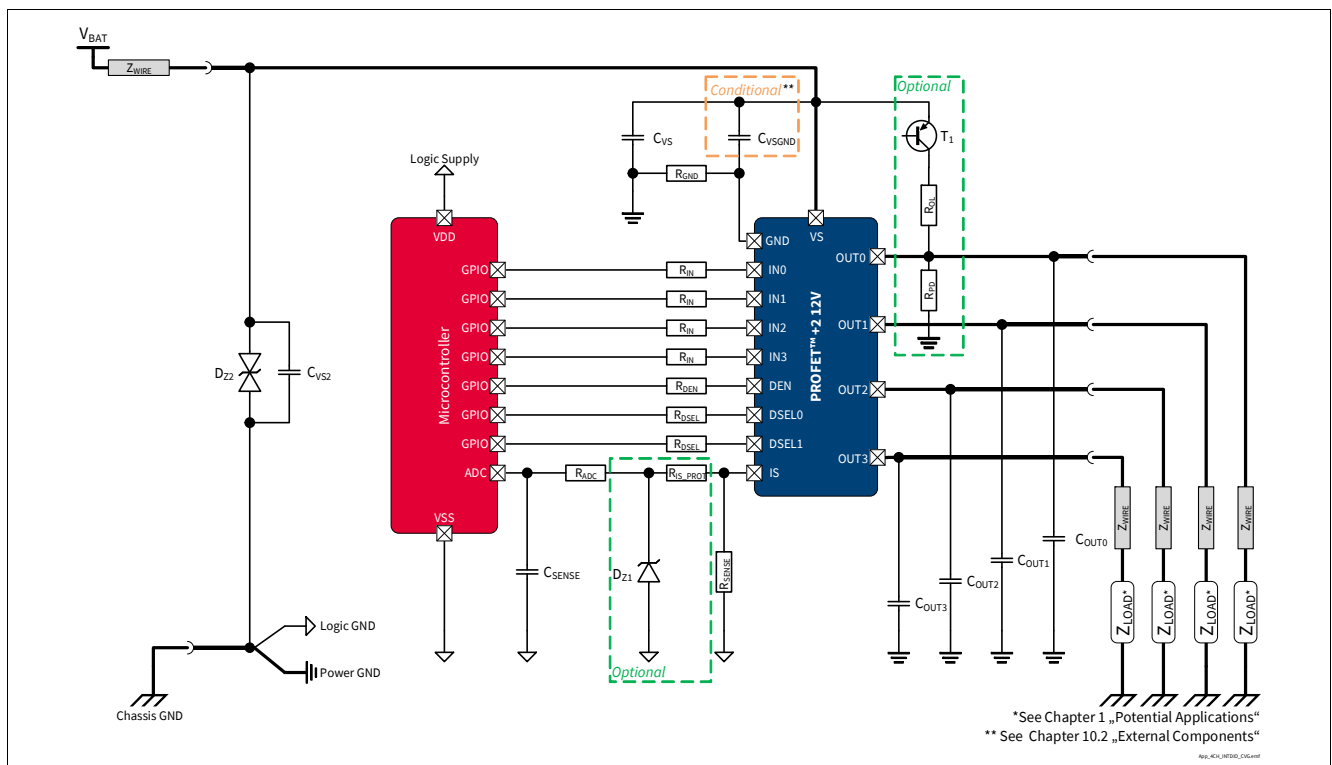 VBAT
ZWIRE
Conditional**
Optional
CVS
CVSGND
T1
Logic Supply
RGND
ROL
VDD
GND
VS
OUT0
GPIO
RIN
IN0
RPD
GPIO
RIN
IN1
OUT1
GPIO
RIN
IN2
GPIO
RIN
IN3
Microcontroller
PROFET™+2 12V
DZ2
CVS2
GPIO
RDEN
DEN
OUT2
GPIO
RDSEL
DSEL0
GPIO
RDSEL
DSEL1
OUT3
ADC
RADC
RIS_PROT
IS
VSS
ZWIRE
ZWIRE
ZWIRE
ZWIRE
COUT0
COUT1
COUT2
COUT3
CSENSE
DZ1
RSENSE
ZLOAD*
ZLOAD*
ZLOAD*
ZLOAD*
Logic GND
Power GND
Optional
Chassis GND
*See Chapter 1 „Potential Applications“
** See Chapter 10.2 „External Components“
App_4CH_INTDIO_CVG.emf